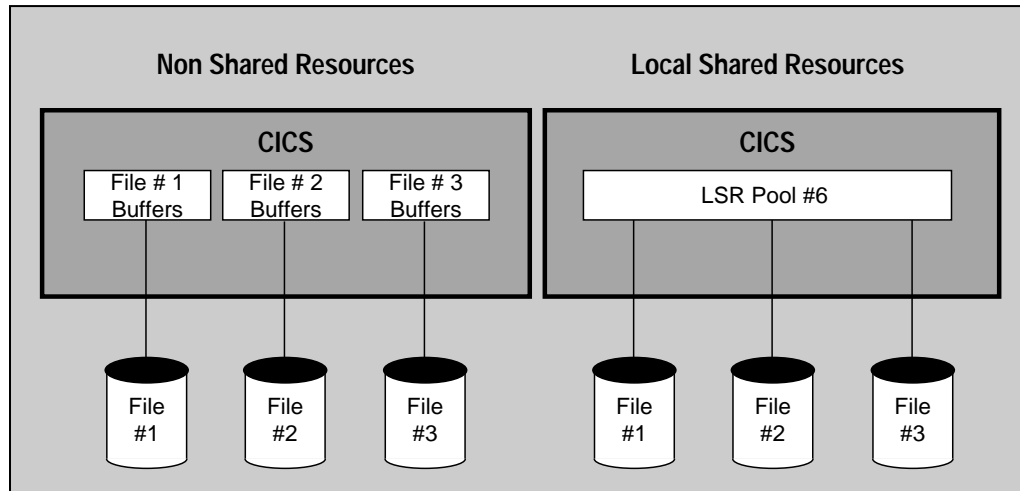 Non Shared Resources
Local Shared Resources
CICS
File # 1
Buffers
File # 2
Buffers
File # 3
Buffers
CICS
LSR Pool #6
File
#1
File
#2
File
#3
File
#1
File
#2
File
#3